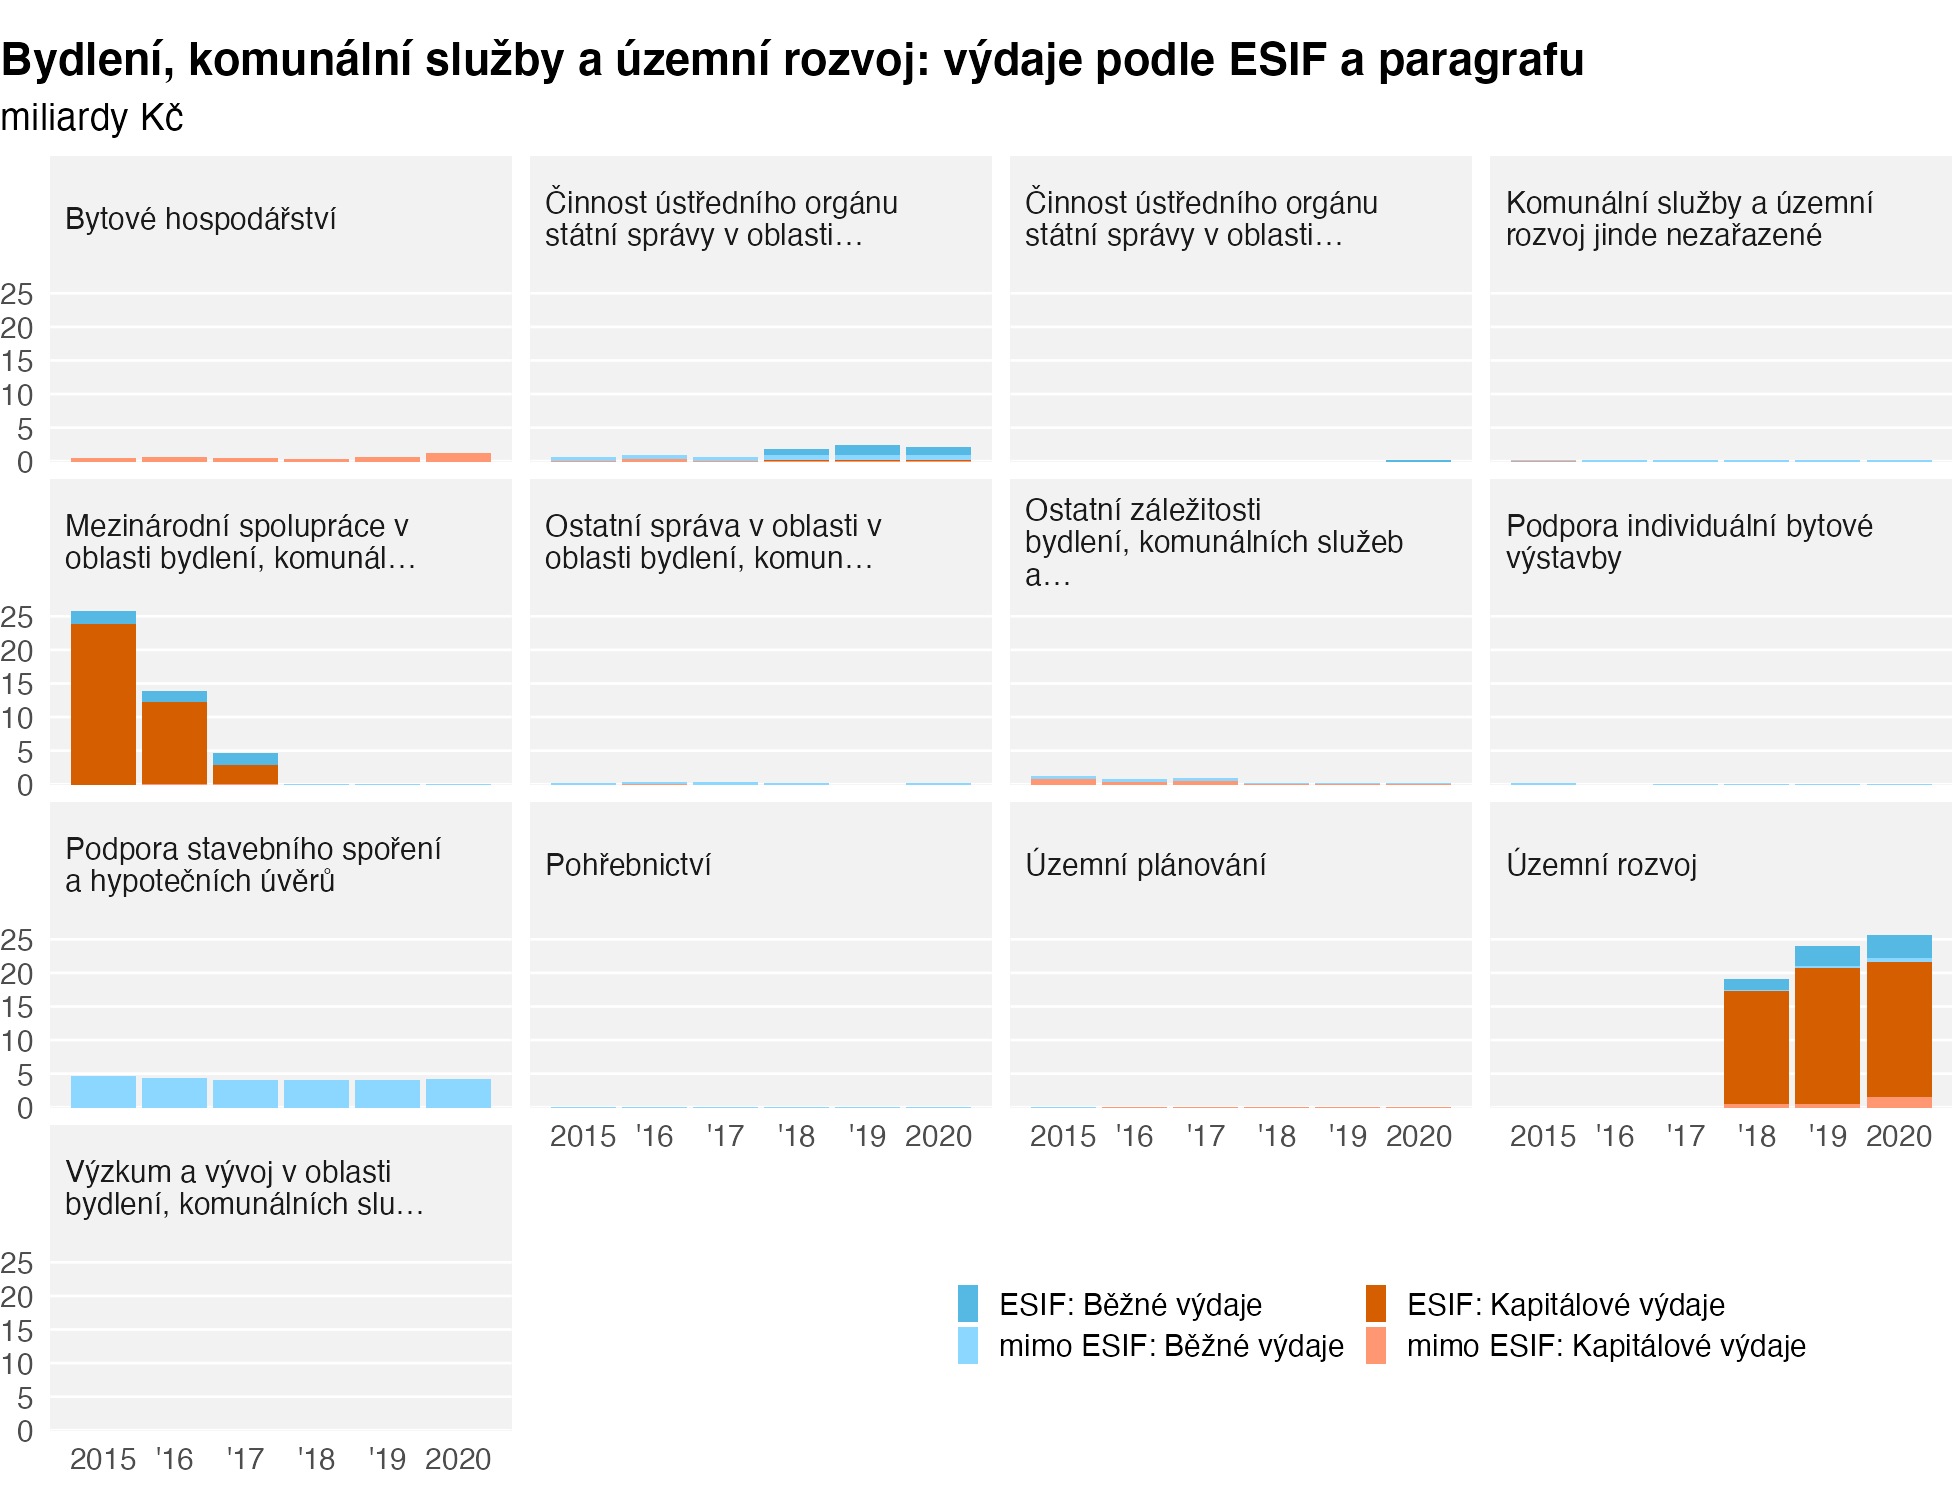 Bydlení, komunální služby a územní rozvoj: výdaje podle ESIF a paragrafu
miliardy Kč
Bytové hospodářství
Činnost ústředního orgánu
státní správy v oblasti…
Činnost ústředního orgánu
státní správy v oblasti…
Komunální služby a územní
rozvoj jinde nezařazené
25
20
15
10
5
0
Mezinárodní spolupráce v
oblasti bydlení, komunál…
Ostatní správa v oblasti v
oblasti bydlení, komun…
Ostatní záležitosti
bydlení, komunálních služeb
a…
Podpora individuální bytové
výstavby
25
20
15
10
5
0
Podpora stavebního spoření
a hypotečních úvěrů
Pohřebnictví
Územní plánování
Územní rozvoj
25
20
15
10
5
0
2015 '16 '17 '18 '19 2020
2015 '16 '17 '18 '19 2020
2015 '16 '17 '18 '19 2020
Výzkum a vývoj v oblasti
bydlení, komunálních slu…
25
20
15
10
5
0
2015 '16 '17 '18 '19 2020
ESIF: Běžné výdaje
mimo ESIF: Běžné výdaje
ESIF: Kapitálové výdaje
mimo ESIF: Kapitálové výdaje